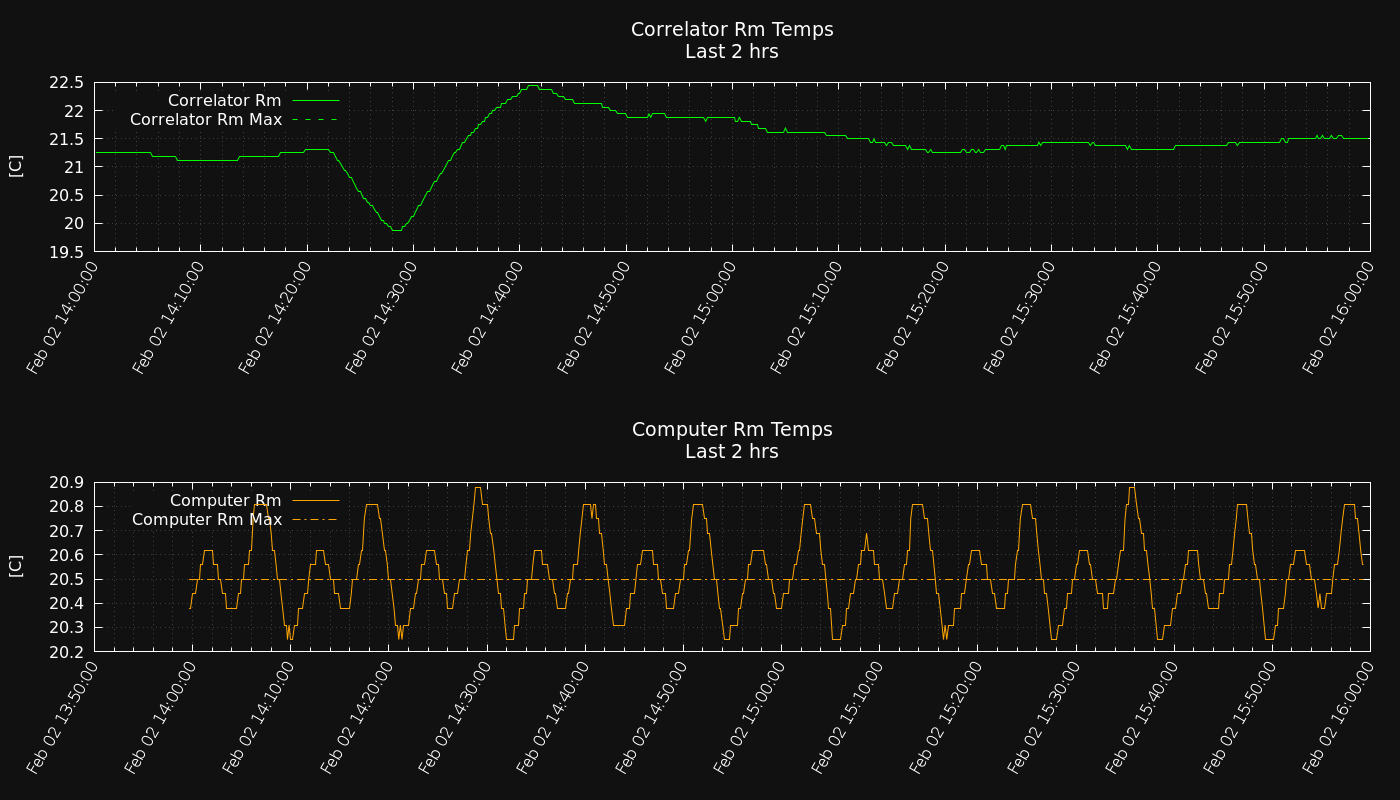 Correlator Rm Temps
Last 2 hrs
22.5
22
21.5
21
20.5
20
19.5
[C]
Correlator Rm
Correlator Rm Max
Feb 02 14:00:00
Feb 02 14:10:00
Feb 02 14:20:00
Feb 02 14:30:00
Feb 02 14:40:00
Feb 02 14:50:00
Feb 02 15:00:00
Feb 02 15:10:00
Feb 02 15:20:00
Feb 02 15:30:00
Feb 02 15:40:00
Feb 02 15:50:00
Feb 02 16:00:00
Computer Rm Temps
Last 2 hrs
20.9
20.8
20.7
20.6
20.5
20.4
20.3
20.2
[C]
Computer Rm
Computer Rm Max
Feb 02 13:50:00
Feb 02 14:00:00
Feb 02 14:10:00
Feb 02 14:20:00
Feb 02 14:30:00
Feb 02 14:40:00
Feb 02 14:50:00
Feb 02 15:00:00
Feb 02 15:10:00
Feb 02 15:20:00
Feb 02 15:30:00
Feb 02 15:40:00
Feb 02 15:50:00
Feb 02 16:00:00